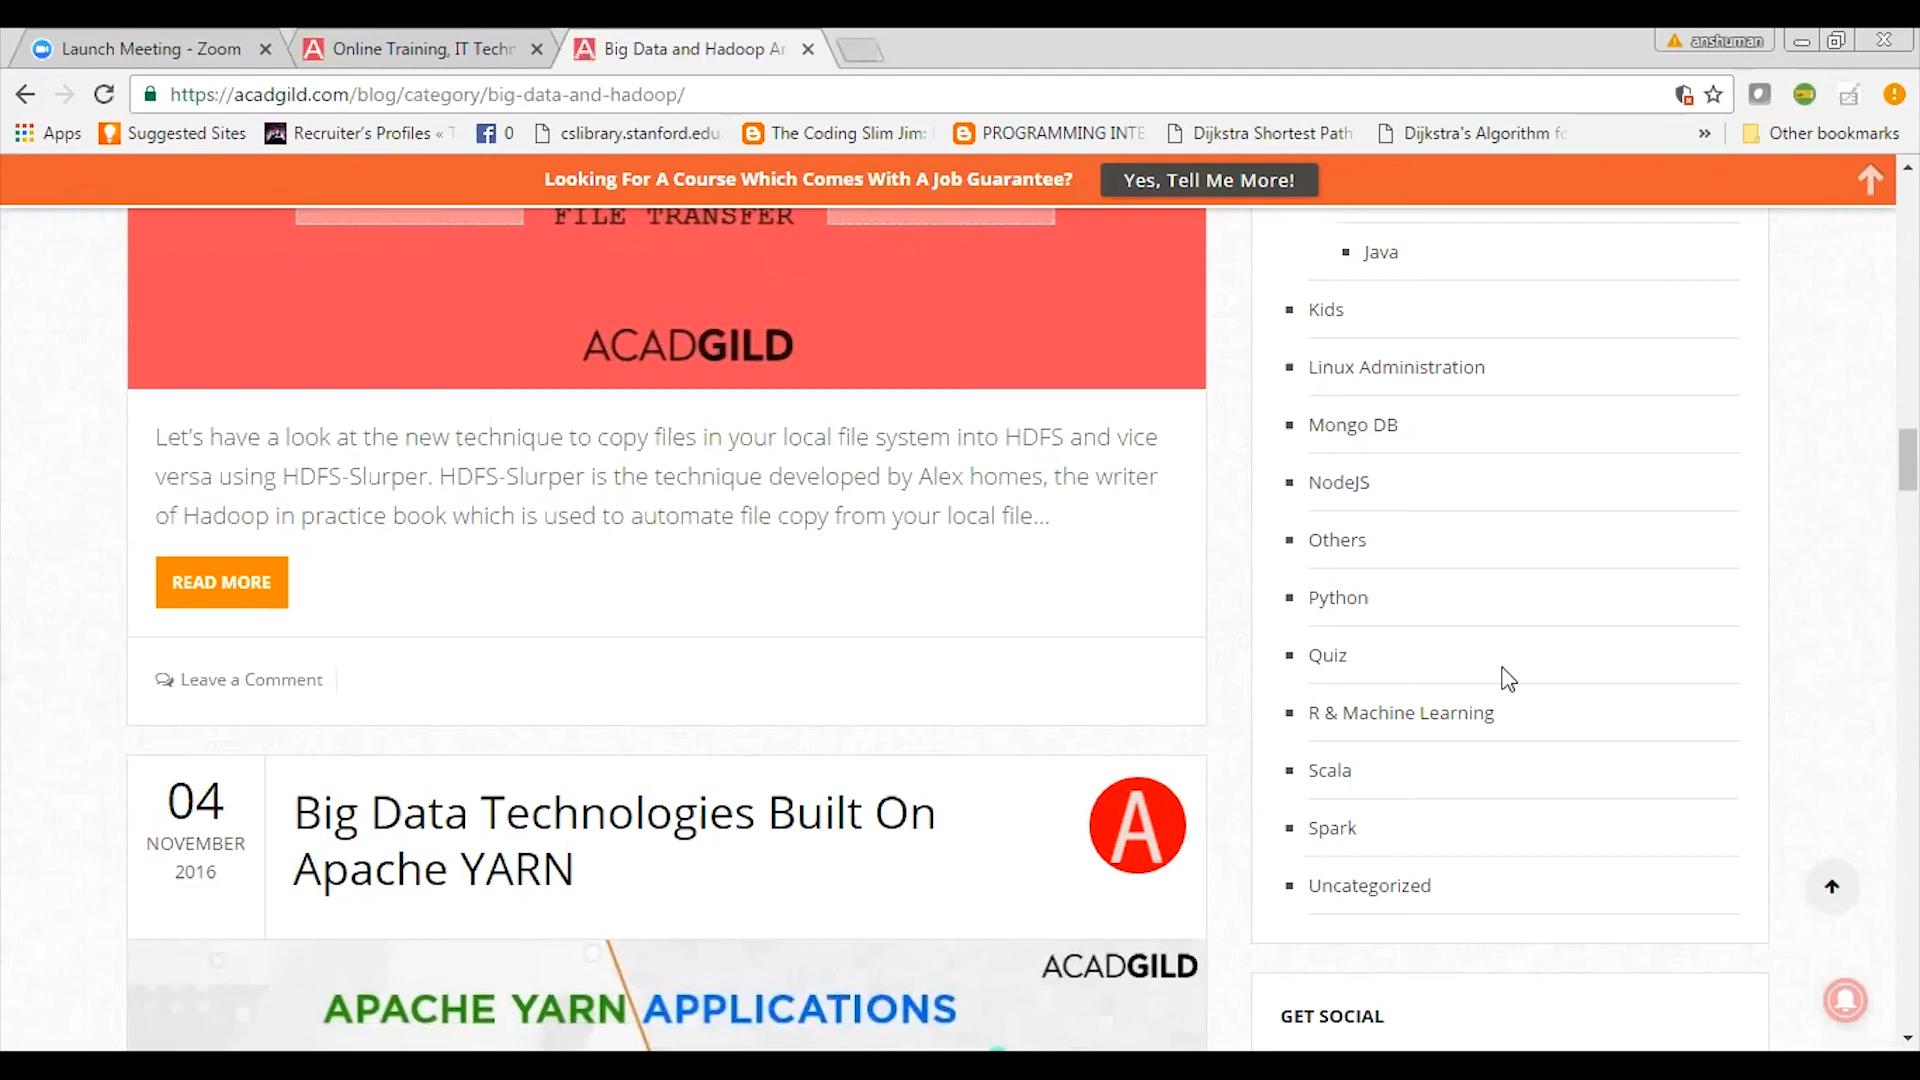 Launch Meeting - Zoom
Online Training, IT Techn
Big Data and Hadoop Ar
anshuman
https://acadgild.com/blog/category/big-data-and-hadoop/
Apps
Suggested Sites
Recruiter's Profiles « T
0
cslibrary.stanford.edu
The Coding Slim Jim:
PROGRAMMING INTE
Dijkstra Shortest Path
Dijkstra's Algorithm fo
»
Other bookmarks
Looking For A Course Which Comes With A Job Guarantee?
Yes, Tell Me More!
FILE TRANSFER
ACADGILD
Let's have a look at the new technique to copy files in your local file system into HDFS and vice
versa using HDFS-Slurper. HDFS-Slurper is the technique developed by Alex homes, the writer
of Hadoop in practice book which is used to automate file copy from your local file...
READ MORE
Leave a Comment
04
NOVEMBER
2016
Big Data Technologies Built On
Apache YARN
A
ACADGILD
APACHE YARN APPLICATIONS
Java
Kids
Linux Administration
Mongo DB
NodeJS
Others
Python
Quiz
R & Machine Learning
Scala
Spark
Uncategorized
GET SOCIAL